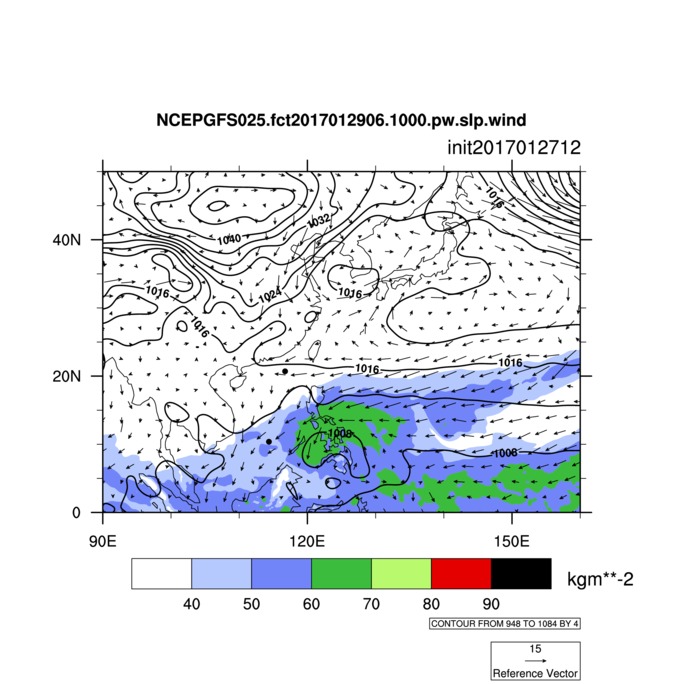 NCEPGFS025.fct2017012906.1000.pw.slp.wind
init2017012712
1016
1032
40N
1040
1024
1016
1016
1016
1016
1016
20N
1008
1008
0
90E 120E 150E
kgm**-2
40 50 60 70 80 90
CONTOUR FROM 948 TO 1084 BY 4
15
Reference Vector